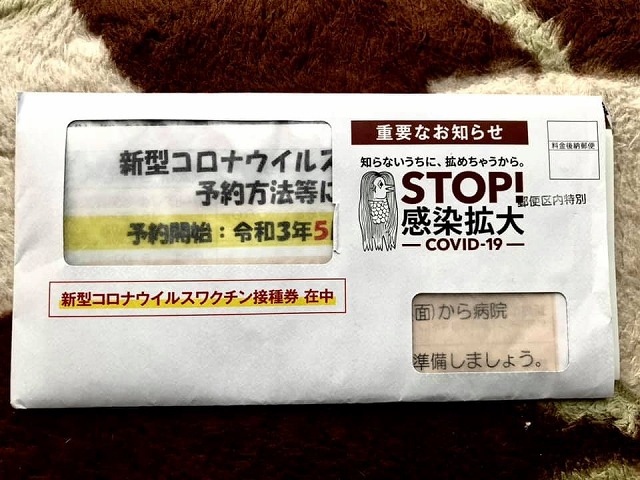 新型コロナウイルス
予約方法等に
予約開始：令和3年5
新型コロナウイルスワクチン接種券 在中
重要なお知らせ
知らないうちに、拡めちゃうから。
STOP!
感染拡大
COVID-19
料金後納郵便
郵便区内特別
面)から病院
準備しましょう。